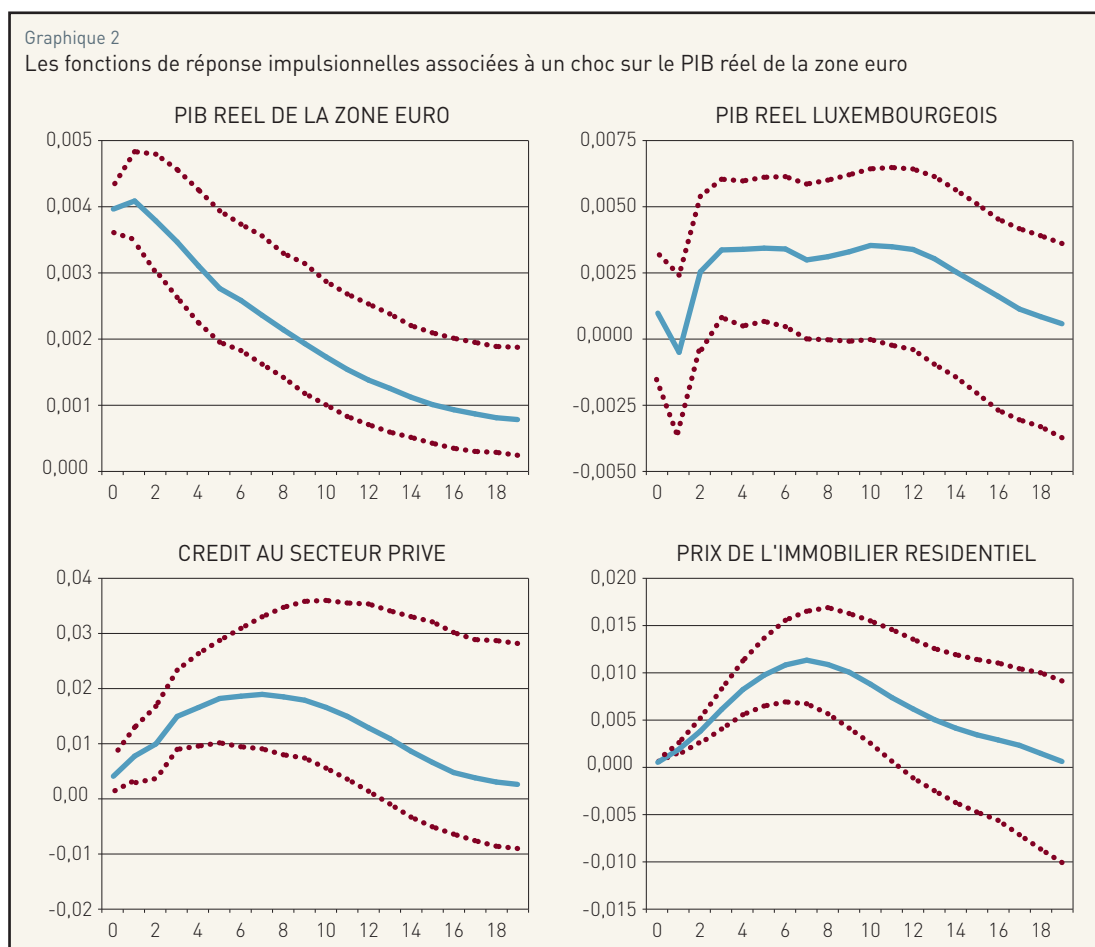 Graphique 2
Les fonctions de réponse impulsionnelles associées à un choc sur le PIB réel de la zone euro
PIB REEL DE LA ZONE EURO
0,005
0,004
0,003
0,002
0,001
0,000
0 2 4 6 8 10 12 14 16 18
PIB REEL LUXEMBOURGEOIS
0,0075
0,0050
0,0025
0,0000
-0,0025
-0,0050
0 2 4 6 8 10 12 14 16 18
CREDIT AU SECTEUR PRIVE
0,04
0,03
0,02
0,01
0,00
-0,01
-0,02
0 2 4 6 8 10 12 14 16 18
PRIX DE L'IMMOBILIER RESIDENTIEL
0,020
0,015
0,010
0,005
0,000
-0,005
-0,010
-0,015
0 2 4 6 8 10 12 14 16 18